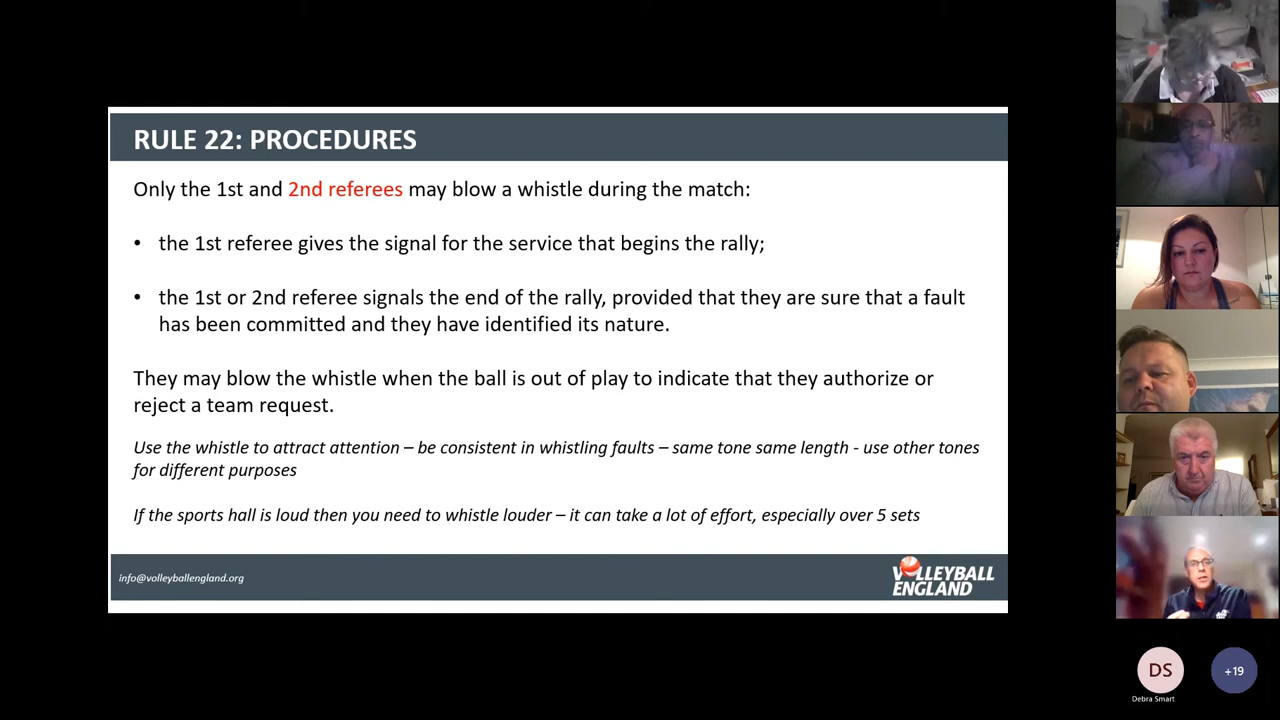 RULE 22: PROCEDURES
Only the 1st and 2nd referees may blow a whistle during the match:
• the 1st referee gives the signal for the service that begins the rally;
• the 1st or 2nd referee signals the end of the rally, provided that they are sure that a fault
has been committed and they have identified its nature.
They may blow the whistle when the ball is out of play to indicate that they authorize or
reject a team request.
Use the whistle to attract attention – be consistent in whistling faults – same tone same length - use other tones
for different purposes
If the sports hall is loud then you need to whistle louder – it can take a lot of effort, especially over 5 sets
info@volleyballengland.org
VOLLEYBALL
ENGLAND
DS
+19
Debra Smart